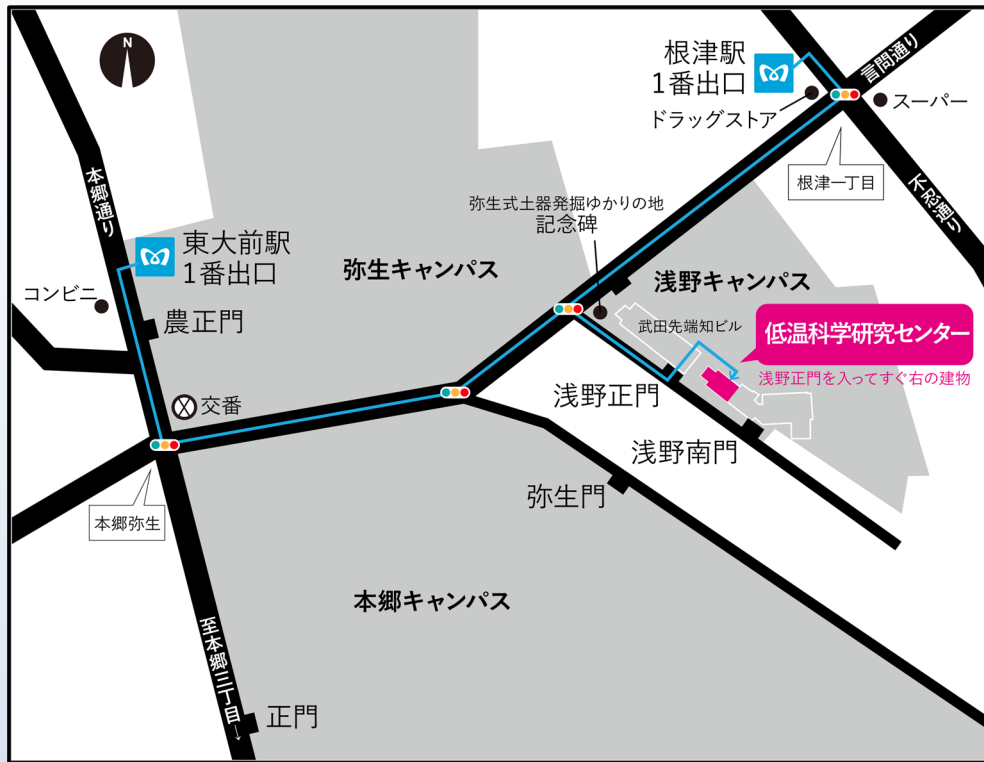 N
根津駅
1番出口
ドラッグストア
言問通り
スーパー
根津一丁目
不忍通り
本郷通り
弥生式土器発掘ゆかりの地
記念碑
東大前駅
1番出口
弥生キャンパス
浅野キャンパス
コンビニ
農正門
武田先端知ビル
低温科学研究センター
浅野正門を入ってすぐ右の建物
浅野正門
交番
浅野南門
弥生門
本郷弥生
本郷キャンパス
至本郷三丁目→
正門